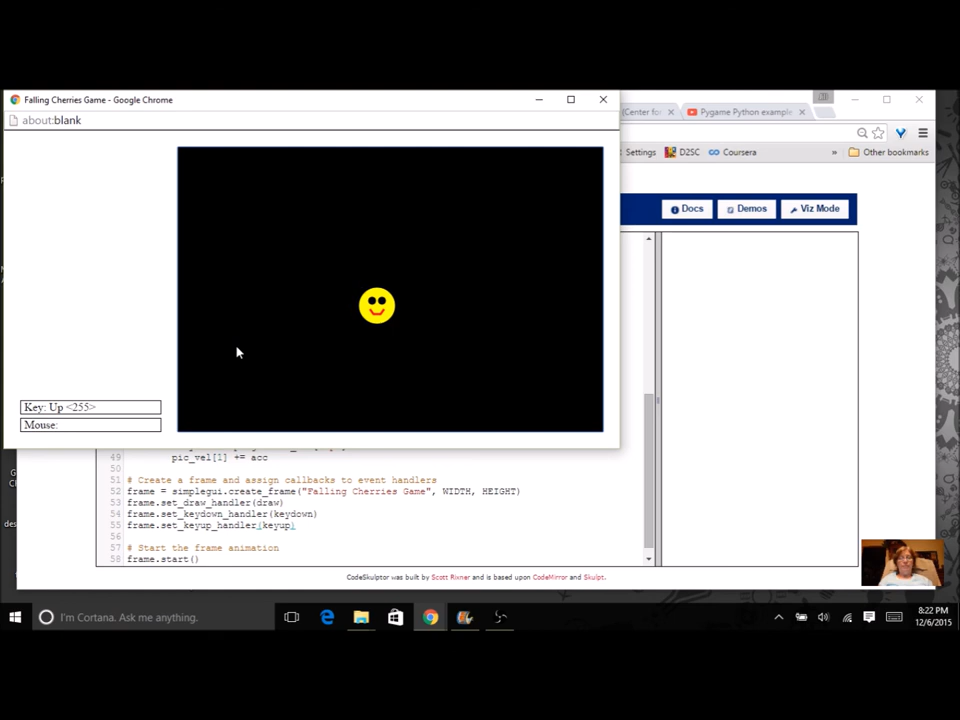 Falling Cherries Game - Google Chrome
about:blank
Key: Up <255>
Mouse:
[Center fo
Pygame Python example
Settings
D2SC
Coursera
»
Other bookmarks
Docs
Demos
Viz Mode
49 pic_vel[1] += acc
50
51 # Create a frame and assign callbacks to event handlers
52 frame = simplegui.create_frame("Falling Cherries Game", WIDTH, HEIGHT)
53 frame.set_draw_handler(draw)
54 frame.set_keydown_handler(keydown)
55 frame.set_keyup_handler(keyup)
56
57 # Start the frame animation
58 frame.start()
CodeSkulptor was built by Scott Rixner and is based upon CodeMirror and Skulpt.
I'm Cortana. Ask me anything.
8:22 PM
12/6/2015